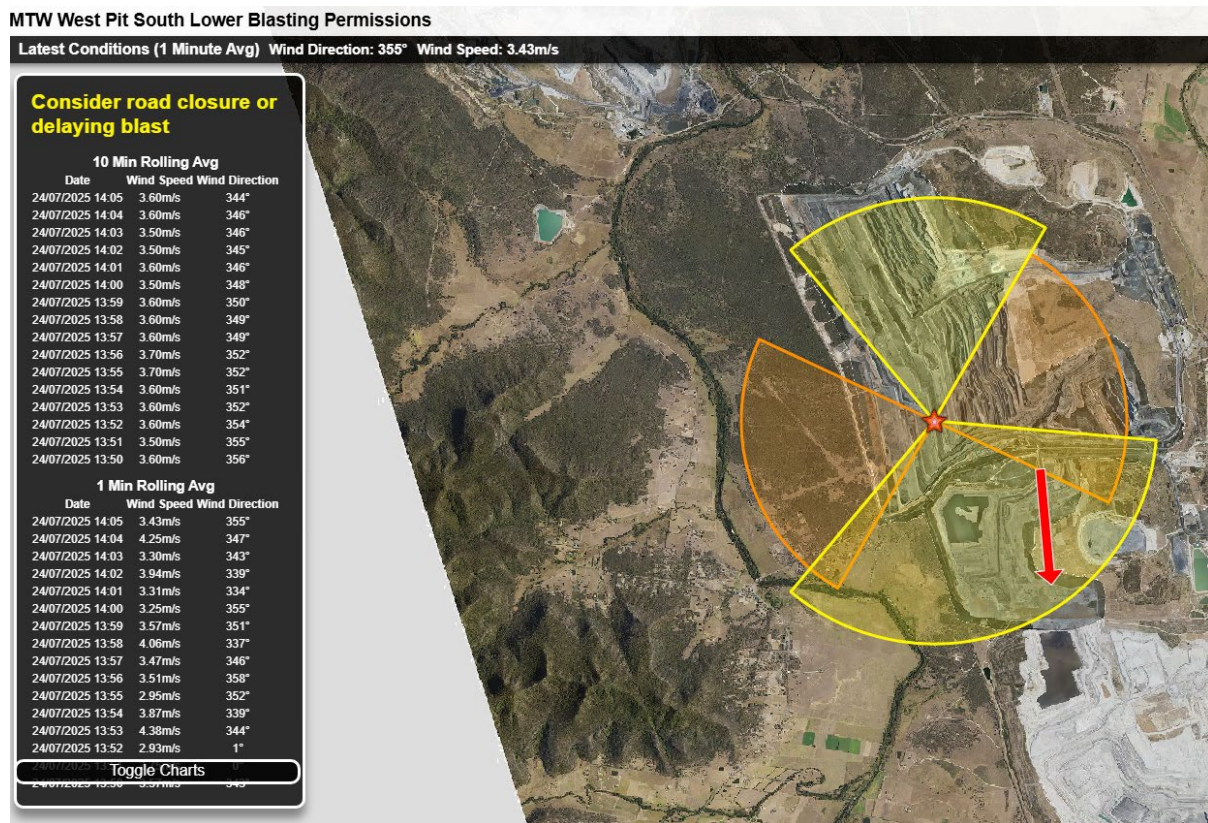 MTW West Pit South Lower Blasting Permissions
Latest Conditions (1 Minute Avg) Wind Direction: 355° Wind Speed: 3.43m/s
Consider road closure or
delaying blast
10 Min Rolling Avg
Date Wind Speed Wind Direction
24/07/2025 14:05 3.60m/s 344°
24/07/2025 14:04 3.60m/s 346°
24/07/2025 14:03 3.50m/s 346°
24/07/2025 14:02 3.50m/s 345°
24/07/2025 14:01 3.60m/s 346°
24/07/2025 14:00 3.50m/s 348°
24/07/2025 13:59 3.60m/s 350°
24/07/2025 13:58 3.60m/s 349°
24/07/2025 13:57 3.60m/s 349°
24/07/2025 13:56 3.70m/s 352°
24/07/2025 13:55 3.70m/s 352°
24/07/2025 13:54 3.60m/s 351°
24/07/2025 13:53 3.60m/s 352°
24/07/2025 13:52 3.60m/s 354°
24/07/2025 13:51 3.50m/s 355°
24/07/2025 13:50 3.60m/s 356°
1 Min Rolling Avg
Date Wind Speed Wind Direction
24/07/2025 14:05 3.43m/s 355°
24/07/2025 14:04 4.25m/s 347°
24/07/2025 14:03 3.30m/s 343°
24/07/2025 14:02 3.94m/s 339°
24/07/2025 14:01 3.31m/s 334°
24/07/2025 14:00 3.25m/s 355°
24/07/2025 13:59 3.57m/s 351°
24/07/2025 13:58 4.06m/s 337°
24/07/2025 13:57 3.47m/s 346°
24/07/2025 13:56 3.51m/s 358°
24/07/2025 13:55 2.95m/s 352°
24/07/2025 13:54 3.87m/s 339°
24/07/2025 13:53 4.38m/s 344°
24/07/2025 13:52 2.93m/s 1°
Toggle Charts